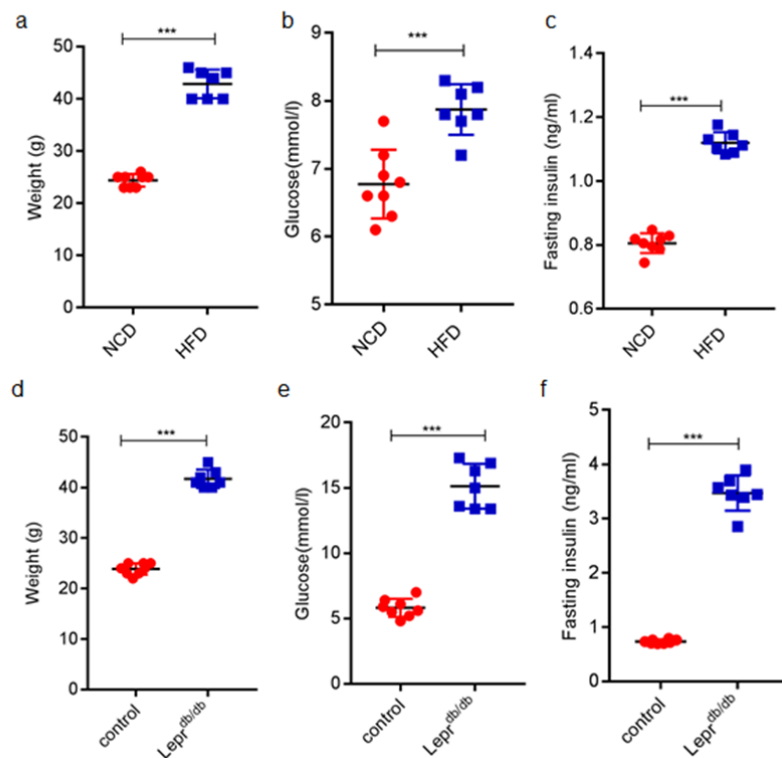 a
***
50
40
30
20
10
0
Weight (g)
NCD
HFD
b
***
9
8
7
6
5
Glucose(mmol/l)
NCD
HFD
c
***
1.4
1.2
1.0
0.8
0.6
Fasting insulin (ng/ml)
NCD
HFD
d
***
50
40
30
20
10
0
Weight (g)
control
Lepr^db/db
e
***
20
15
10
5
0
Glucose(mmol/l)
control
Lepr^db/db
f
***
5
4
3
2
1
0
Fasting insulin (ng/ml)
control
Lepr^db/db